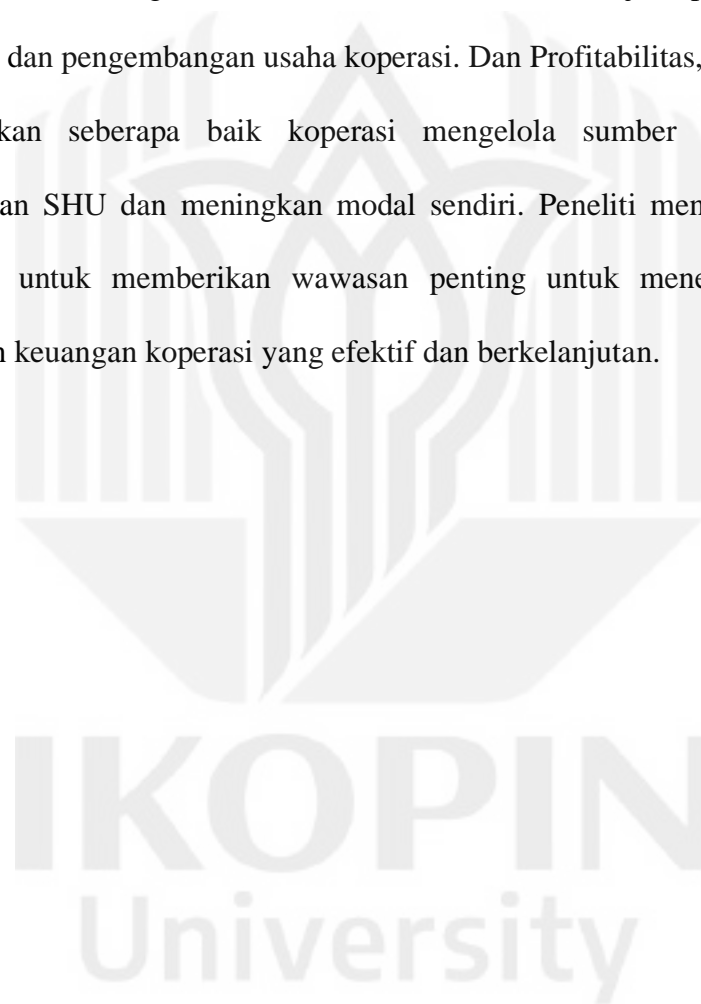 dan pengembangan usaha koperasi. Dan Profitabilitas,
kan seberapa baik koperasi mengelola sumber
an SHU dan meningkan modal sendiri. Peneliti men
untuk memberikan wawasan penting untuk mene
n keuangan koperasi yang efektif dan berkelanjutan.
IKOPIN
University